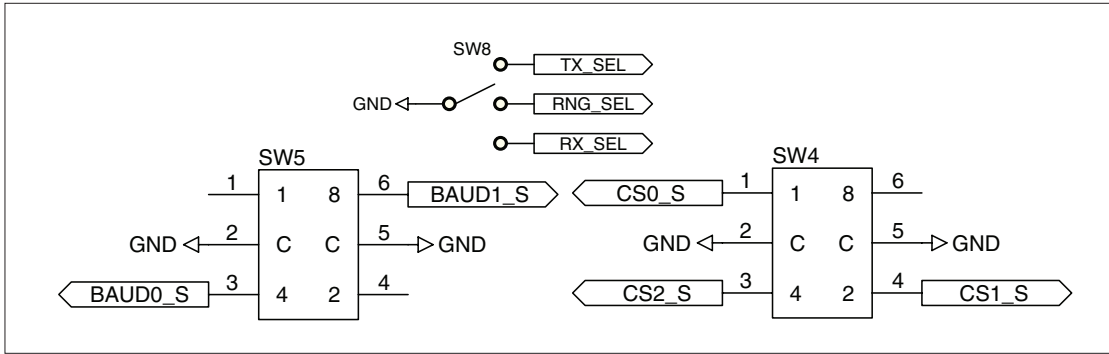 SW8
TX_SEL
GND
RNG_SEL
RX_SEL
SW5
1 1 8 6 BAUD1_S
GND 2 C C 5 GND
BAUD0_S 3 4 2 4
SW4
CS0_S 1 1 8 6
GND 2 C C 5 GND
CS2_S 3 4 2 4 CS1_S